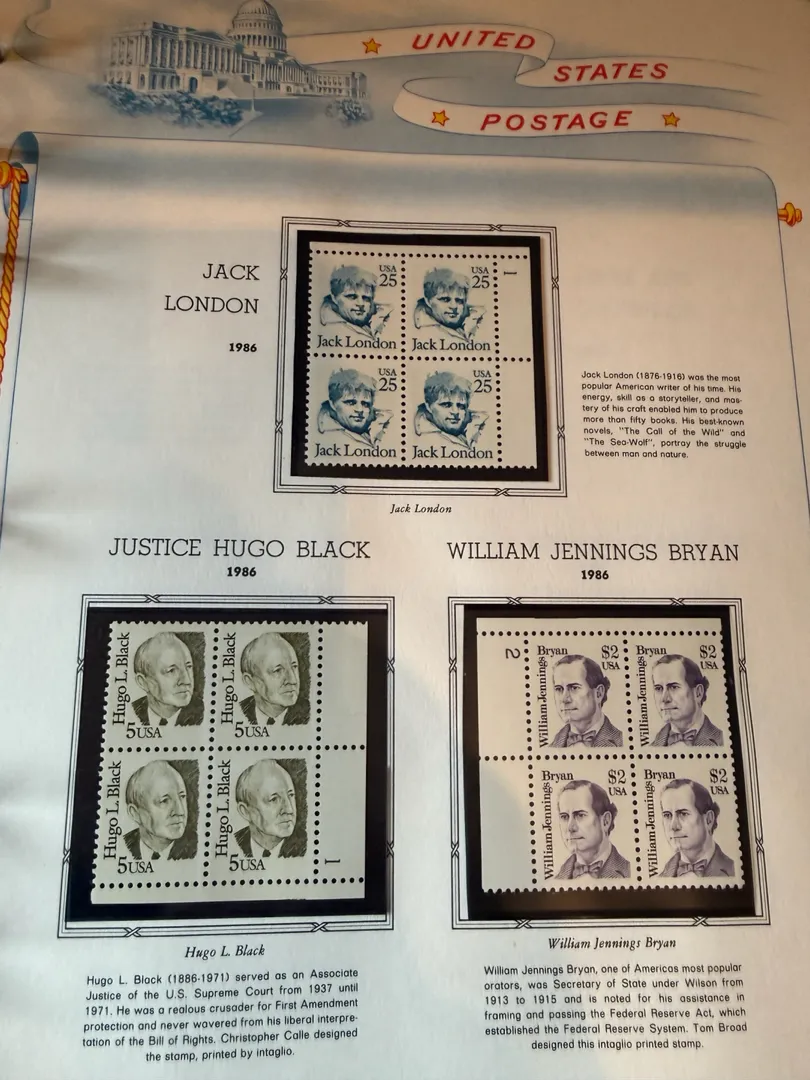 UNITED
STATES
POSTAGE
JACK
LONDON
1986
USA
25
Jack London
USA
25
Jack London
1
USA
25
Jack London
USA
25
Jack London
Jack London (1876-1916) was the most
popular American writer of his time. His
energy, skill as a storyteller, and mas-
tery of his craft enabled him to produce
more than fifty books. His best-known
novels, "The Call of the Wild" and
"The Sea-Wolf", portray the struggle
between man and nature.
Jack London
JUSTICE HUGO BLACK
1986
Hugo L. Black
5USA
Hugo L. Black
5USA
Hugo L. Black
5USA
Hugo L. Black
5USA
1
Hugo L. Black
Hugo L. Black (1886-1971) served as an Associate
Justice of the U.S. Supreme Court from 1937 until
1971. He was a realous crusader for First Amendment
protection and never wavered from his liberal interpre-
tation of the Bill of Rights. Christopher Calle designed
the stamp, printed by intaglio.
WILLIAM JENNINGS BRYAN
1986
2
William Jennings Bryan
$2
USA
William Jennings Bryan
$2
USA
William Jennings Bryan
$2
USA
William Jennings Bryan
$2
USA
William Jennings Bryan
William Jennings Bryan, one of Americas most popular
orators, was Secretary of State under Wilson from
1913 to 1915 and is noted for his assistance in
framing and passing the Federal Reserve Act, which
established the Federal Reserve System. Tom Broad
designed this intaglio printed stamp.